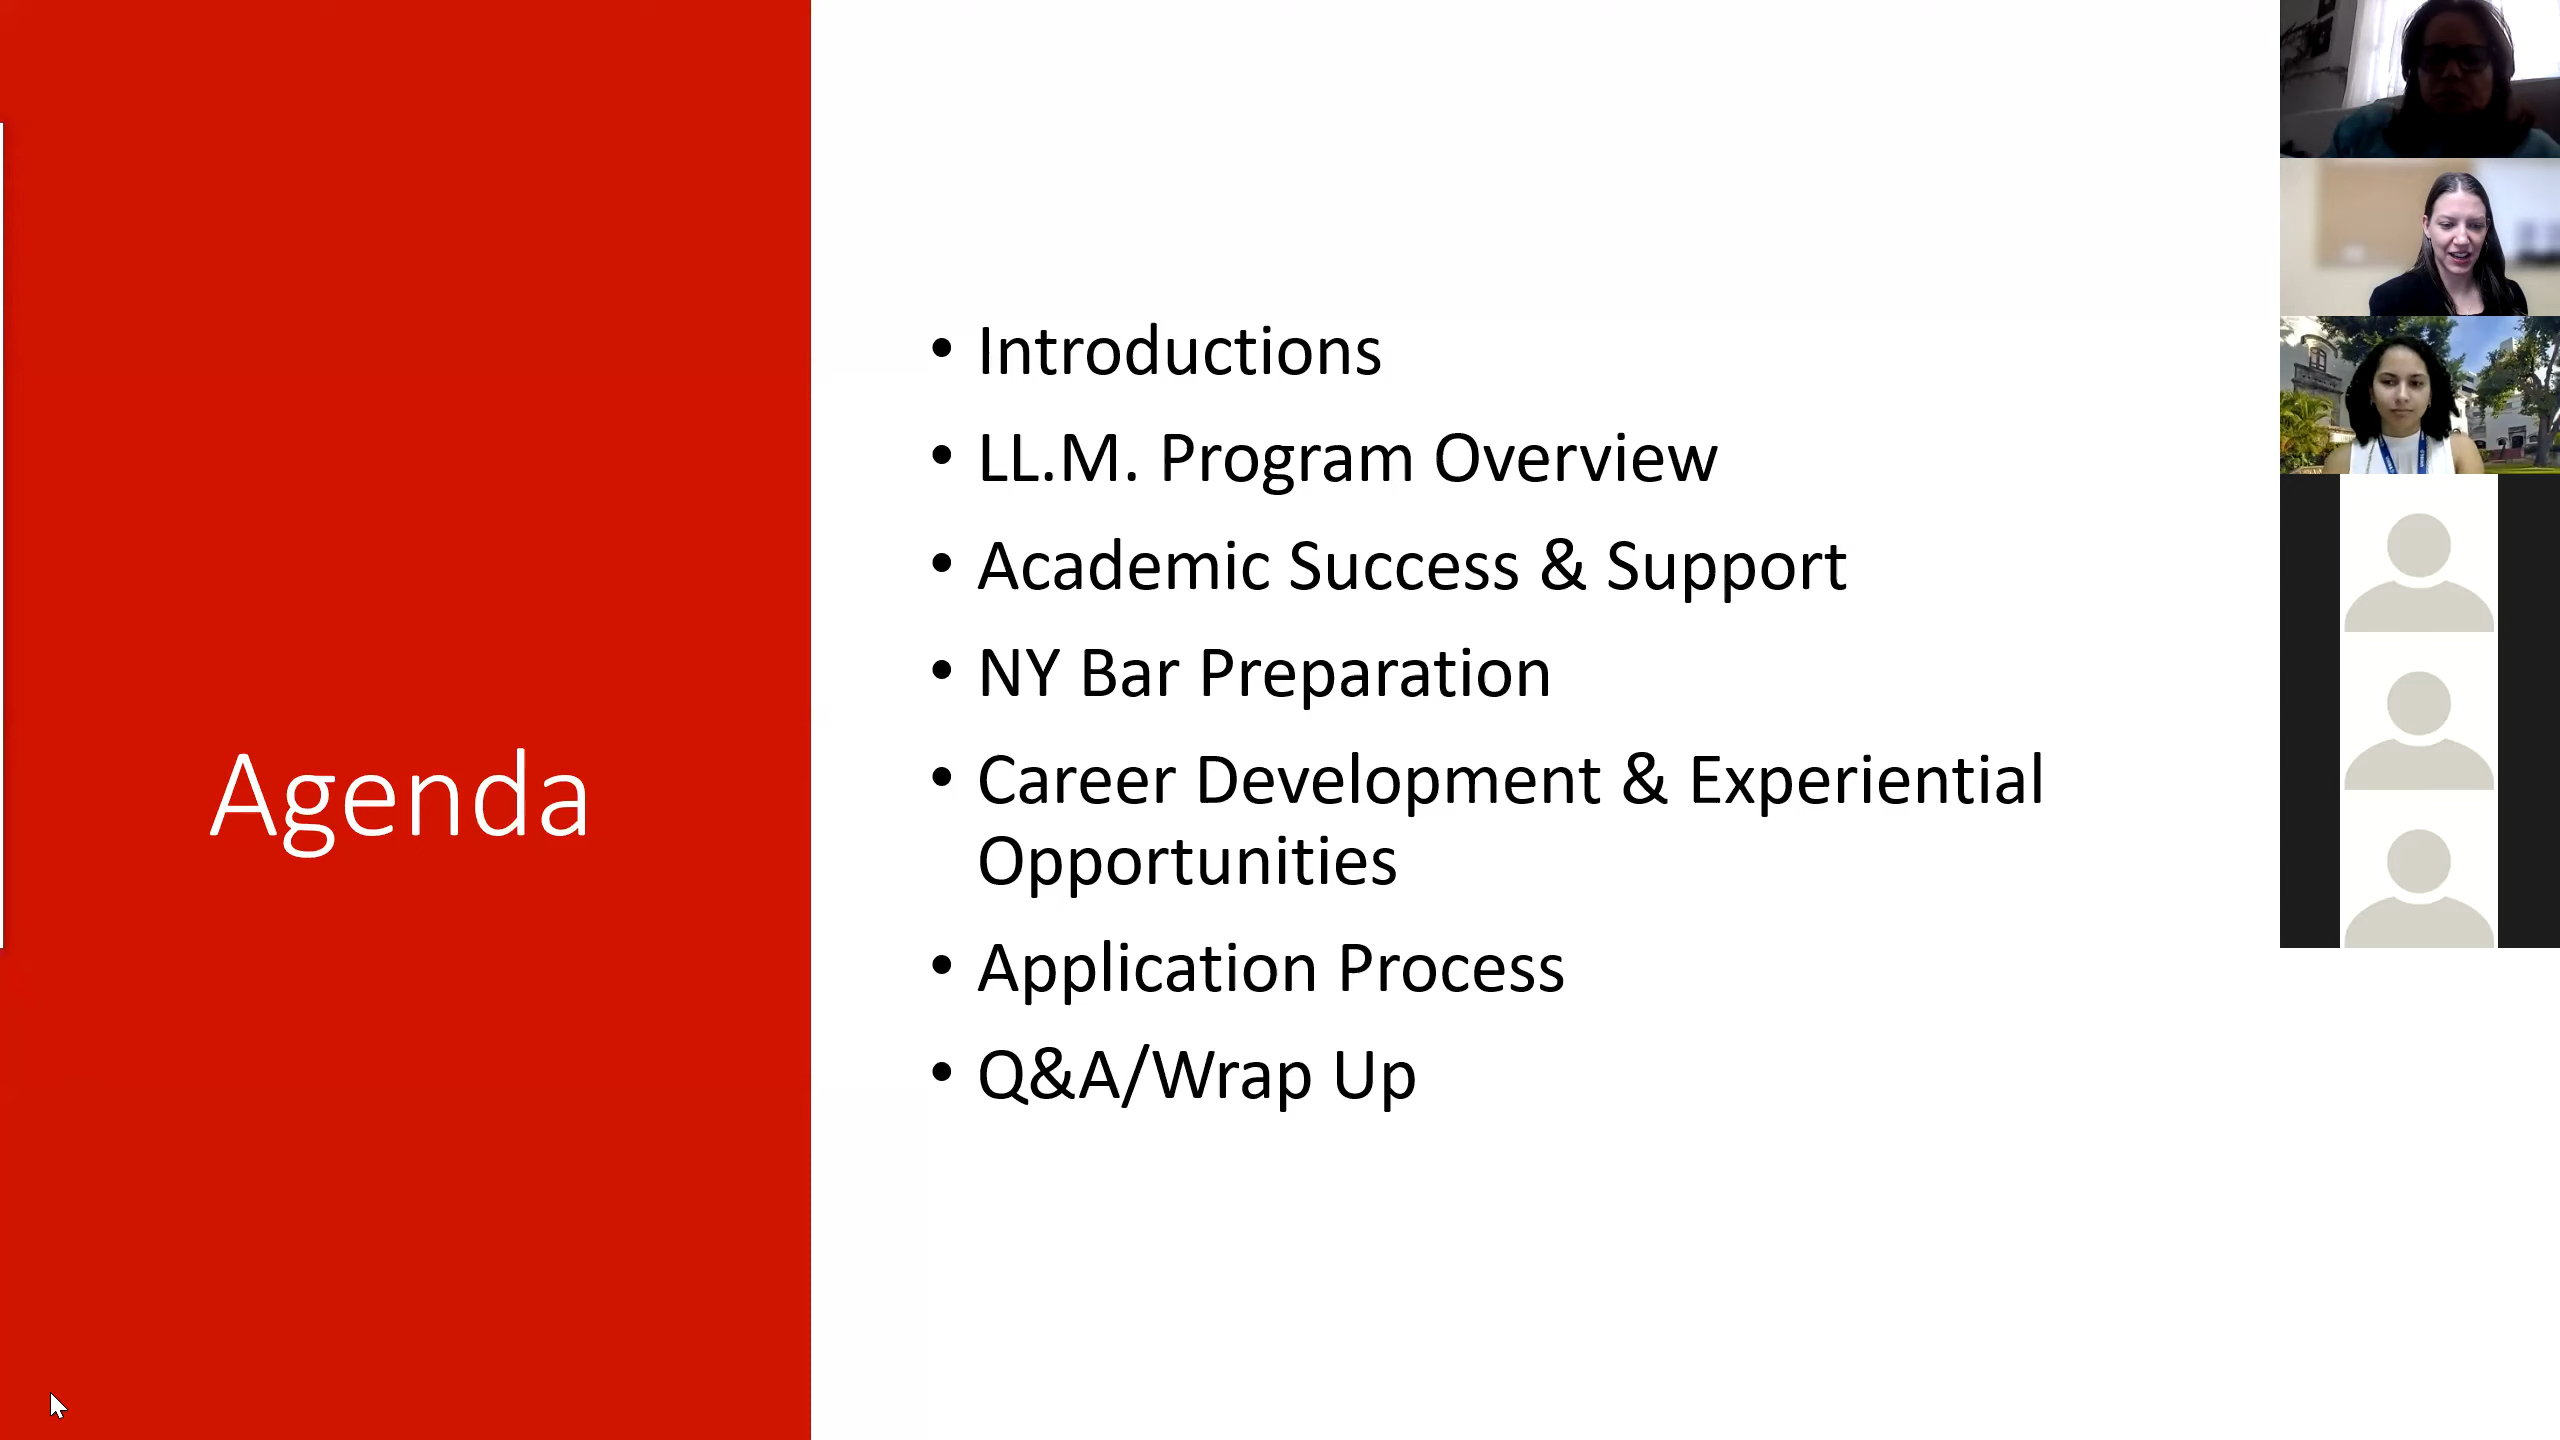 Agenda
• Introductions
• LL.M. Program Overview
• Academic Success & Support
• NY Bar Preparation
• Career Development & Experiential
Opportunities
• Application Process
• Q&A/Wrap Up